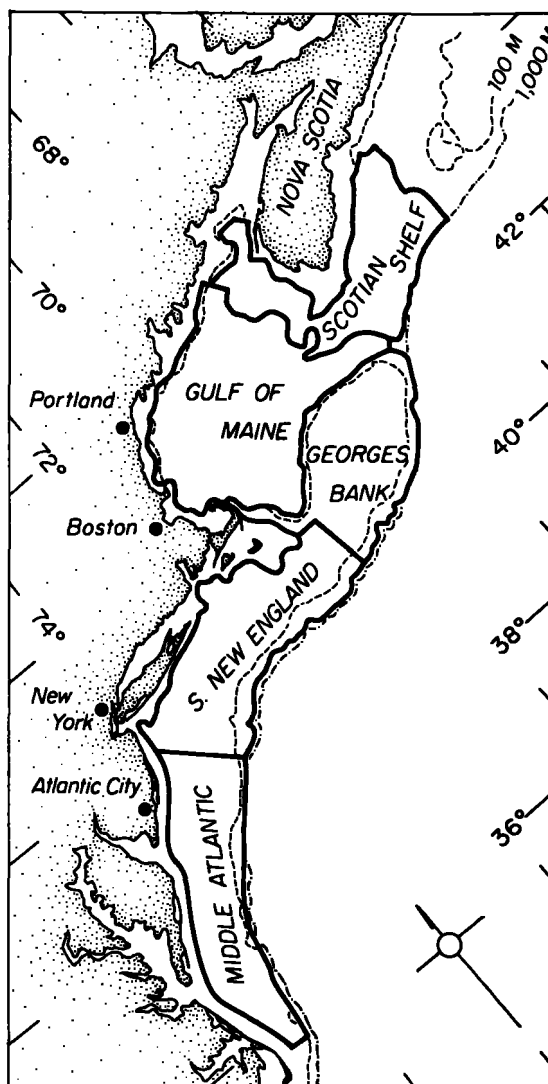 100 M
1,000 M
68°
NOVA SCOTIA
42°
SCOTIAN
SHELF
70°
GULF OF
MAINE
Portland
40°
72°
GEORGES
BANK
Boston
S. NEW ENGLAND
38°
74°
New
York
Atlantic City
36°
MIDDLE ATLANTIC